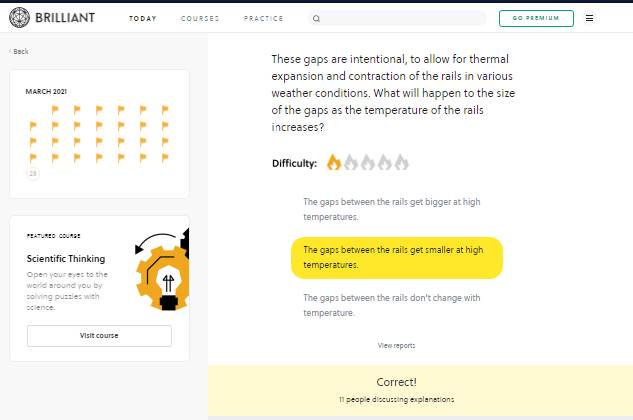 BRILLIANT
TODAY
COURSES
PRACTICE
GO PREMIUM
‹ Back
MARCH 2021
29
FEATURED COURSE
Scientific Thinking
Open your eyes to the
world around you by
solving puzzles with
science.
Visit course
These gaps are intentional, to allow for thermal
expansion and contraction of the rails in various
weather conditions. What will happen to the size
of the gaps as the temperature of the rails
increases?
Difficulty:
The gaps between the rails get bigger at high
temperatures.
The gaps between the rails get smaller at high
temperatures.
The gaps between the rails don't change with
temperature.
View reports
Correct!
11 people discussing explanations